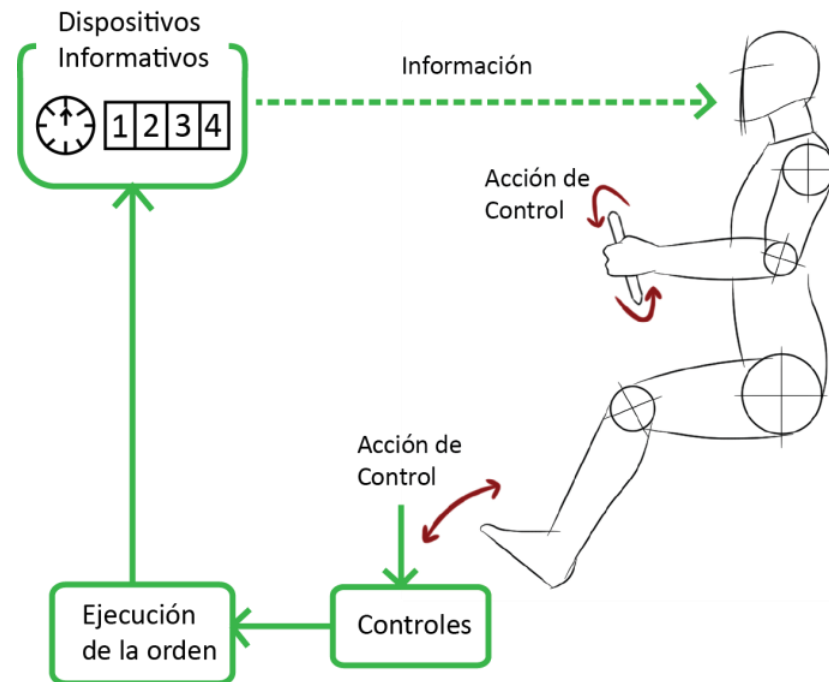 Dispositivos
Informativos
1 2 3 4
Información
Acción de
Control
Acción de
Control
Ejecución
de la orden
Controles